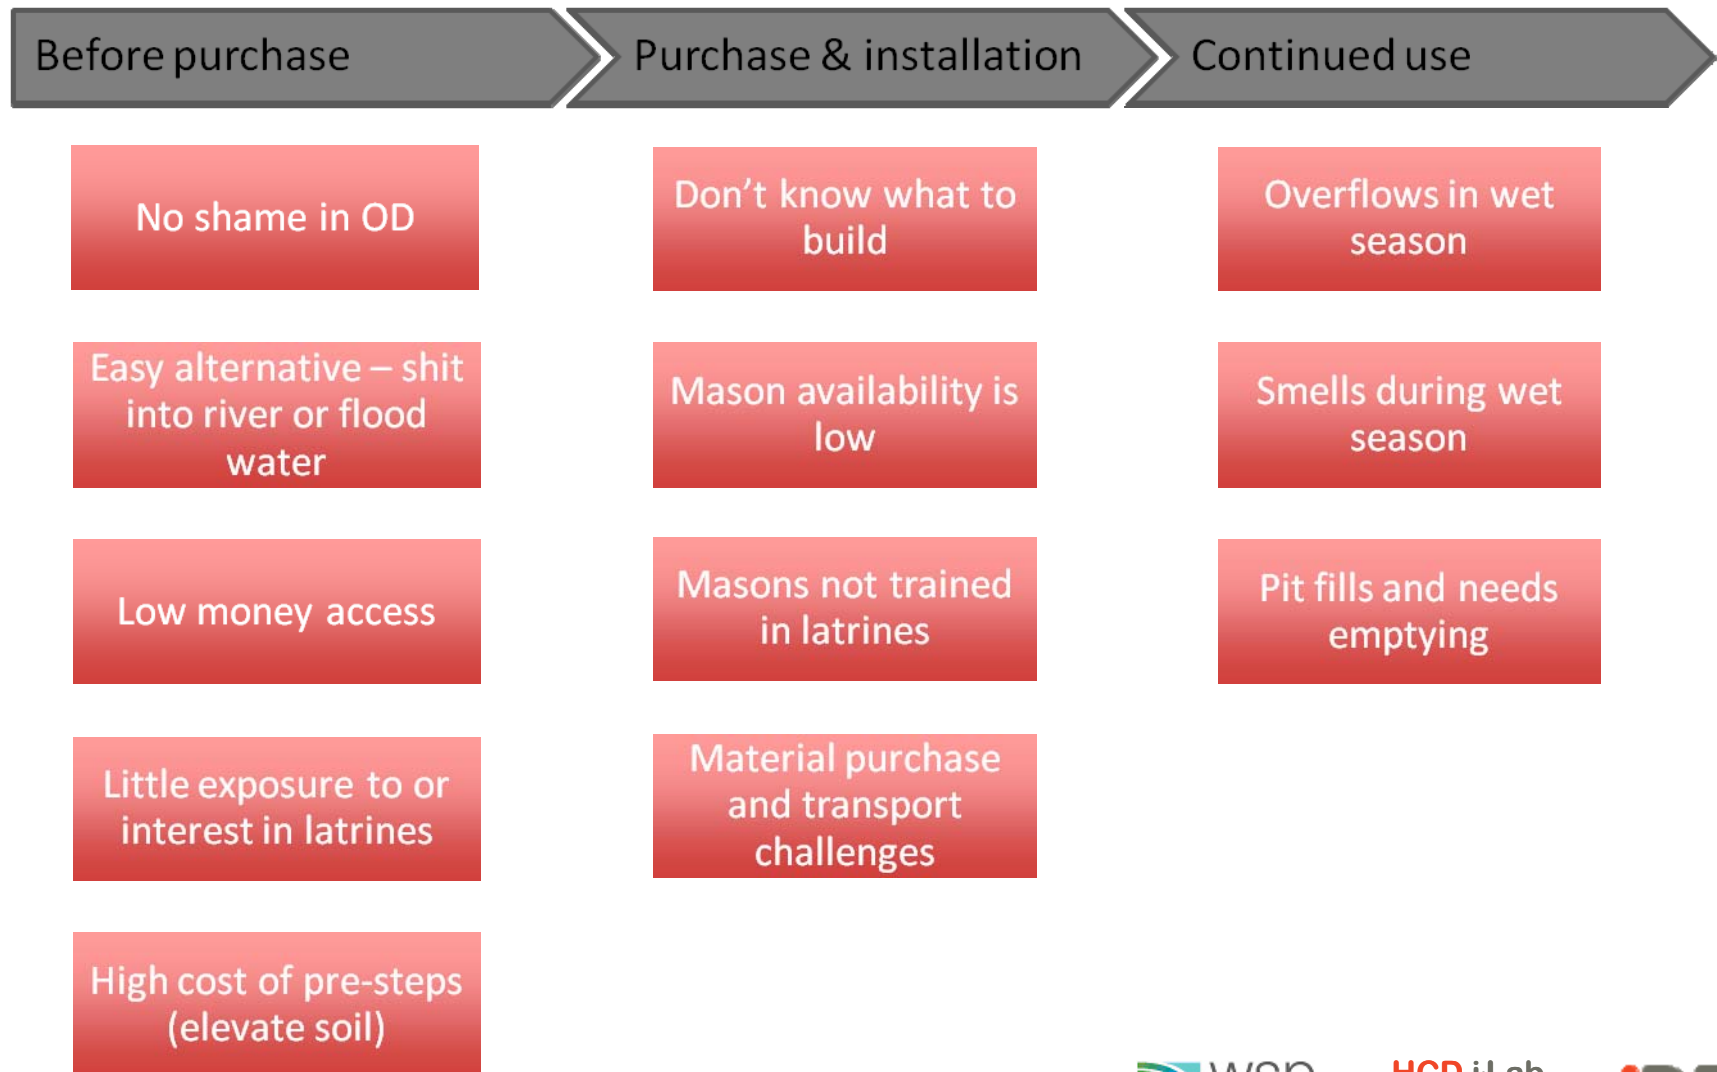 Before purchase
Purchase & installation
Continued use
No shame in OD
Easy alternative – shit
into river or flood
water
Low money access
Little exposure to or
interest in latrines
High cost of pre-steps
(elevate soil)
Don't know what to
build
Mason availability is
low
Masons not trained
in latrines
Material purchase
and transport
challenges
Overflows in wet
season
Smells during wet
season
Pit fills and needs
emptying
wsp
HCD i-Lab